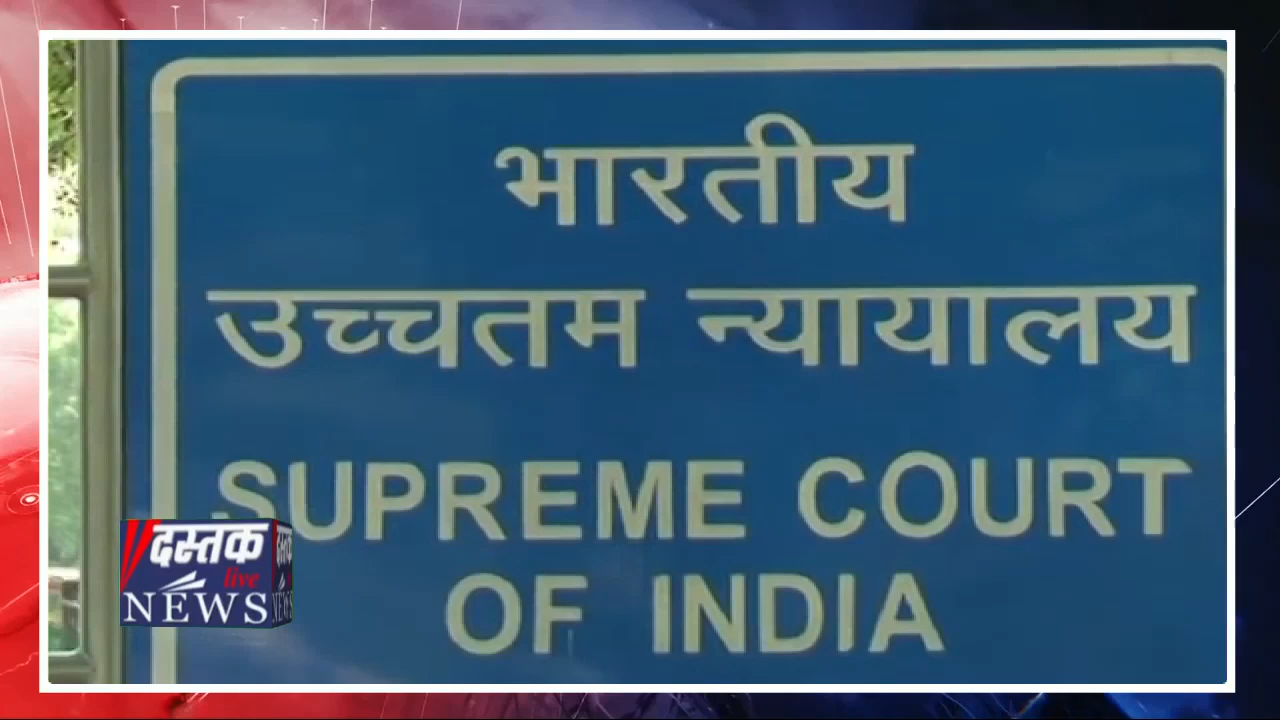 भारतीय
उच्चतम न्यायालय
SUPREME COURT
OF INDIA
दस्तक
live
NEWS